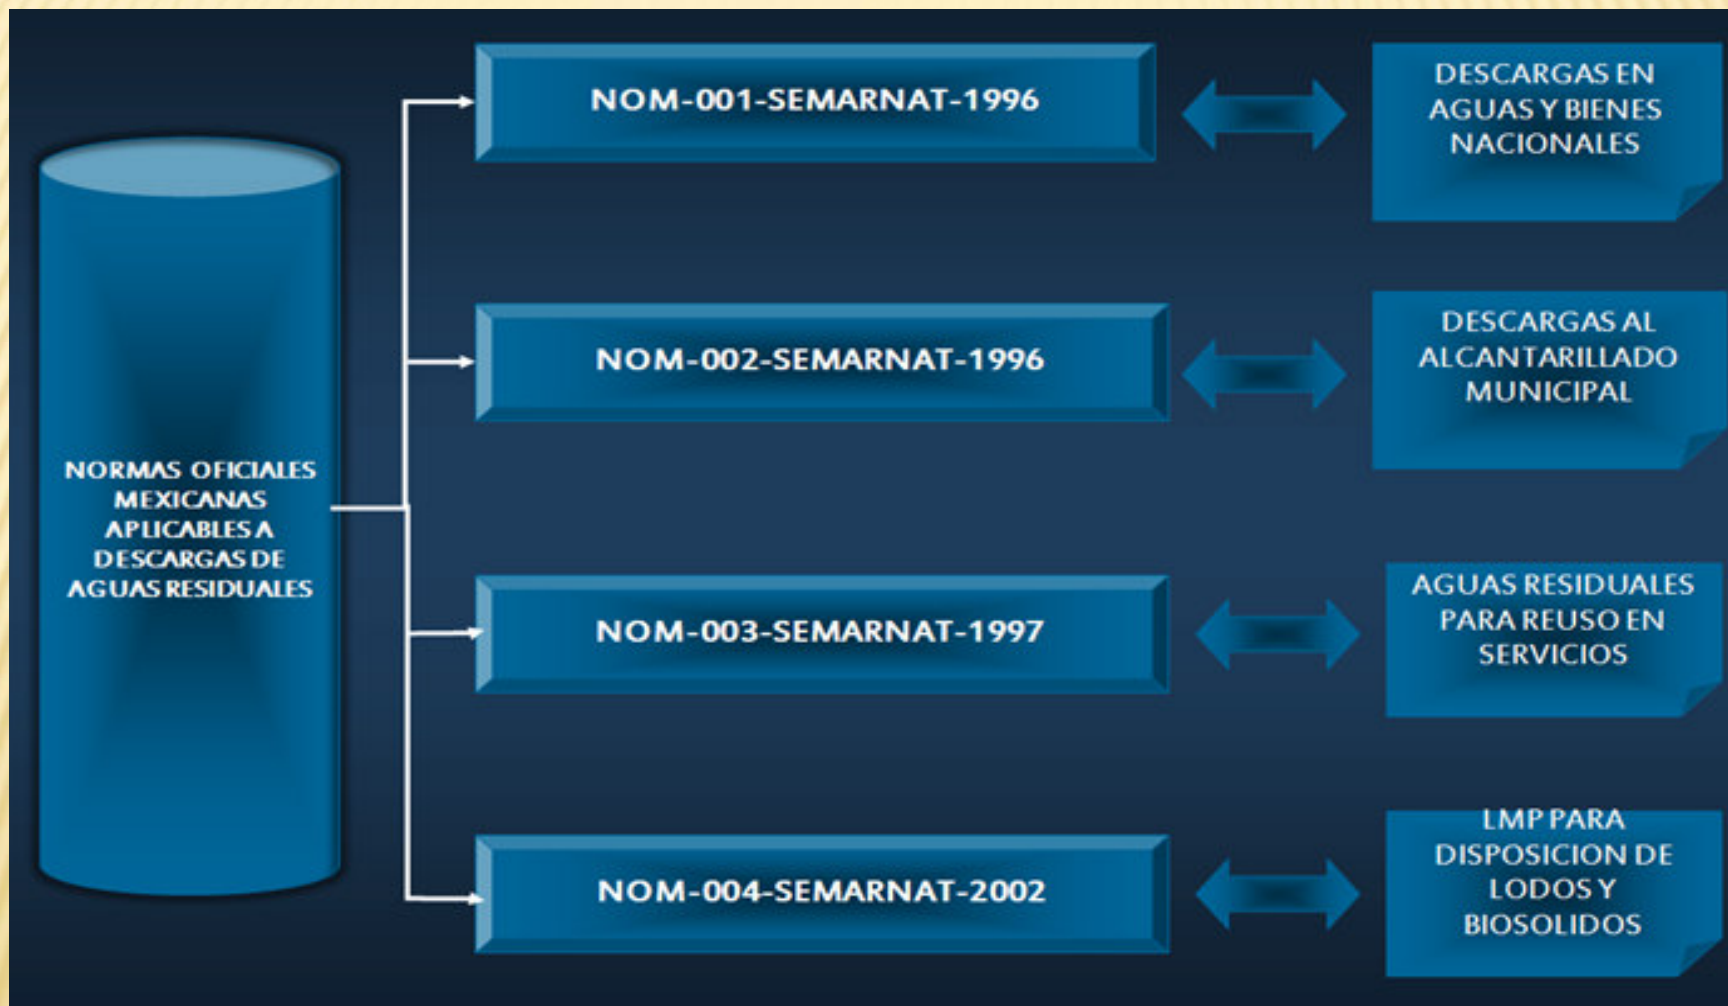 NORMAS OFICIALES
MEXICANAS
APLICABLES A
DESCARGAS DE
AGUAS RESIDUALES
NOM-001-SEMARNAT-1996
DESCARGAS EN
AGUAS Y BIENES
NACIONALES
NOM-002-SEMARNAT-1996
DESCARGAS AL
ALCANTARILLADO
MUNICIPAL
NOM-003-SEMARNAT-1997
AGUAS RESIDUALES
PARA REUSO EN
SERVICIOS
NOM-004-SEMARNAT-2002
LMP PARA
DISPOSICION DE
LODOS Y
BIOSOLIDOS